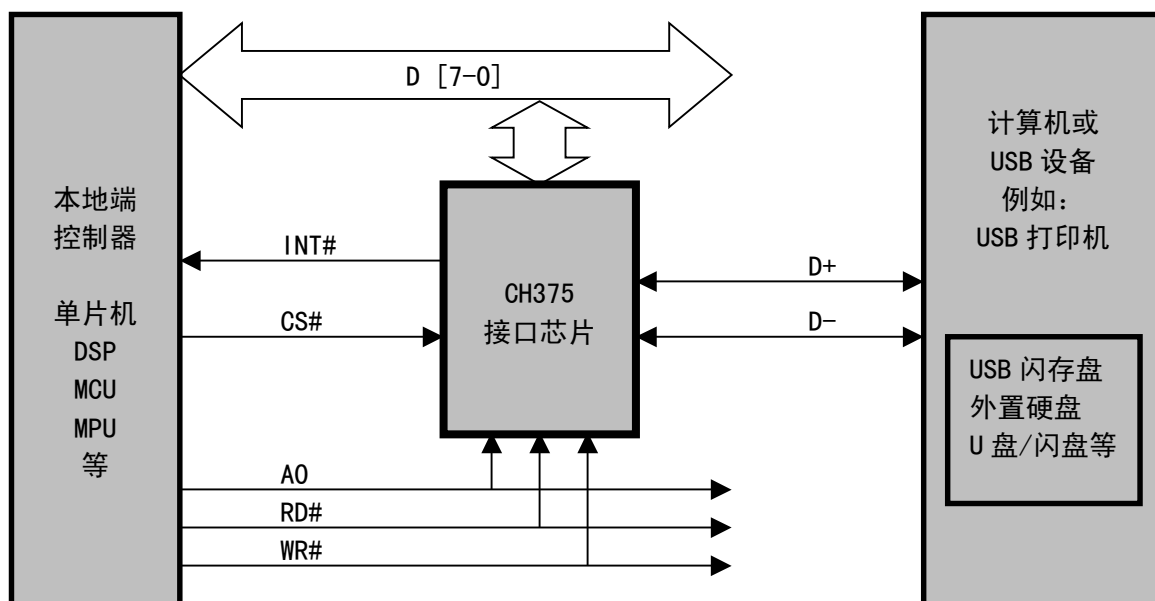 D [7-0]
本地端
控制器
单片机
DSP
MCU
MPU
等
INT#
CS#
A0
RD#
WR#
CH375
接口芯片
D+
D-
计算机或
USB 设备
例如:
USB 打印机
USB 闪存盘
外置硬盘
U 盘/闪盘等